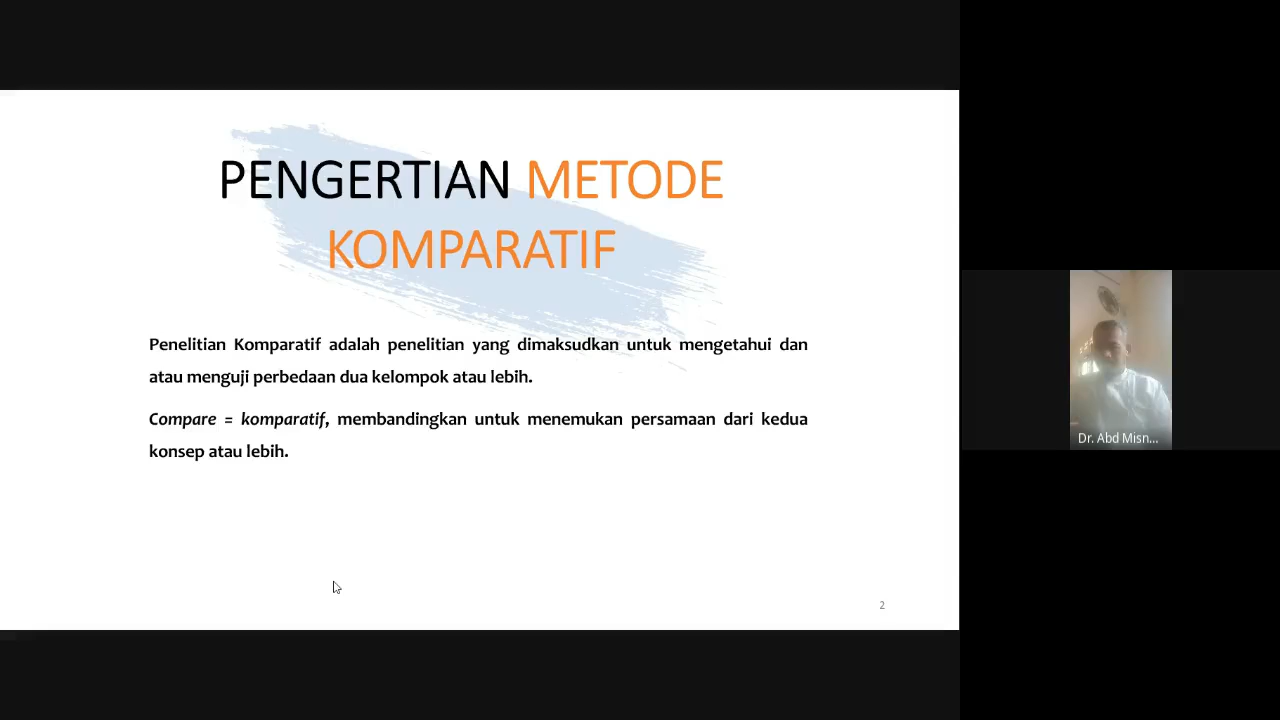 PENGERTIAN METODE
KOMPARATIF
Penelitian Komparatif adalah penelitian yang dimaksudkan untuk mengetahui dan
atau menguji perbedaan dua kelompok atau lebih.
Compare = komparatif, membandingkan untuk menemukan persamaan dari kedua
konsep atau lebih.
2
Dr. Abd Misn...